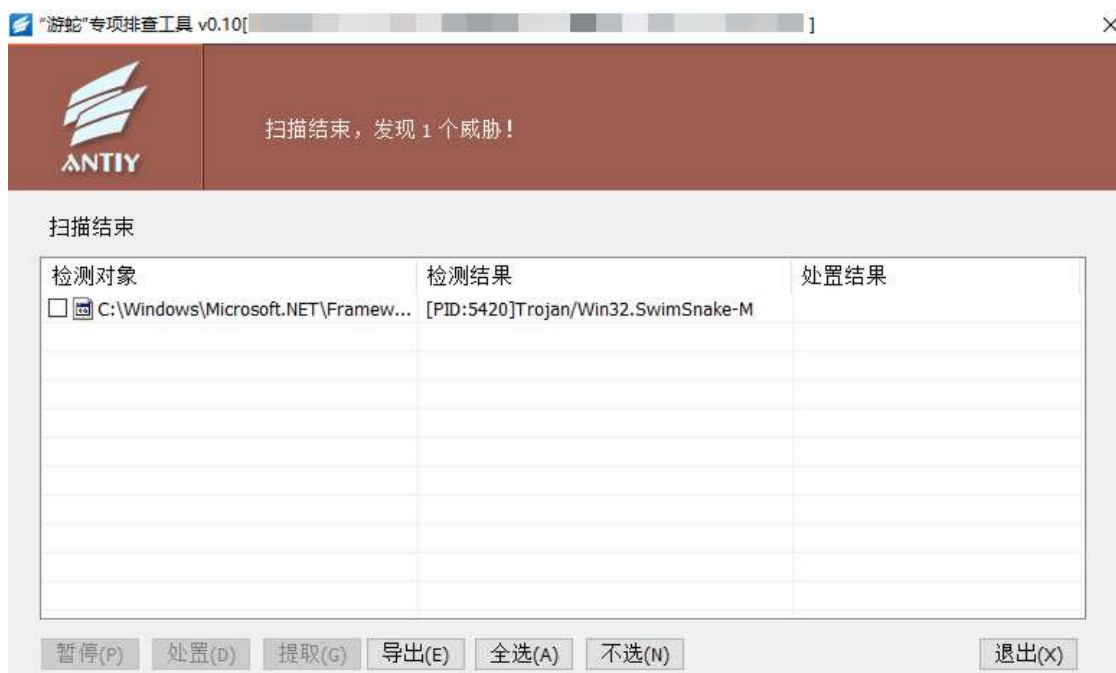 “游蛇”专项排查工具 v0.10[ ]
ANTIY
扫描结束，发现 1 个威胁！
扫描结束
检测对象 检测结果 处置结果
C:\Windows\Microsoft.NET\Framew... [PID:5420]Trojan/Win32.SwimSnake-M
暂停(P) 处置(D) 提取(G) 导出(E) 全选(A) 不选(N) 退出(X)